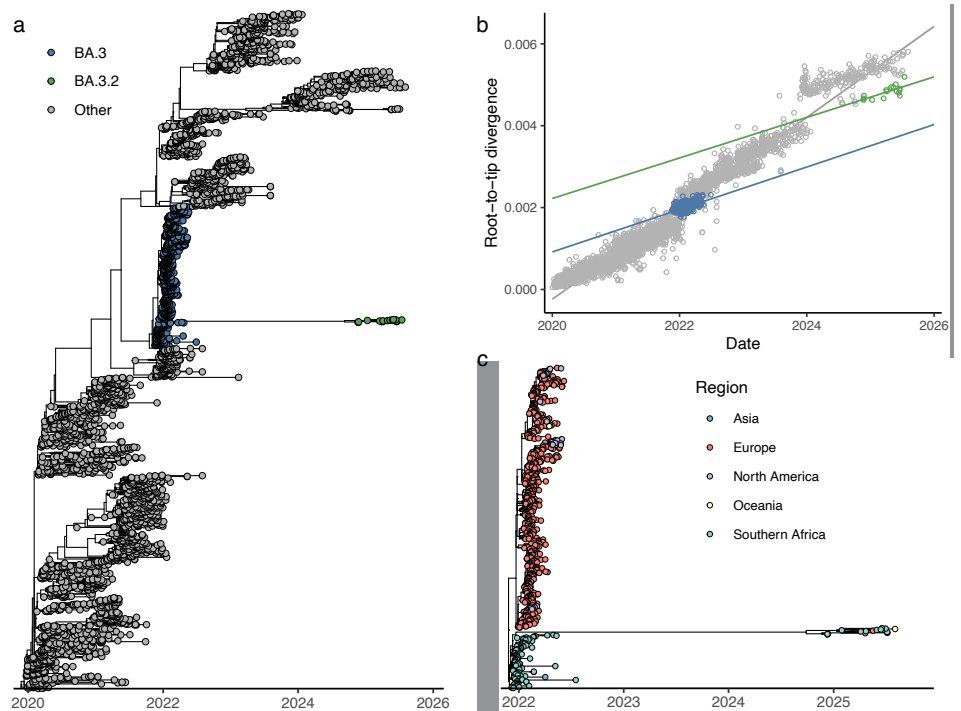 a
BA.3
BA.3.2
Other
2020
2022
2024
2026
b
Root-to-tip divergence
0.006
0.004
0.002
0.000
2020
2022
2024
2026
Date
c
Region
Asia
Europe
North America
Oceania
Southern Africa
2022
2023
2024
2025